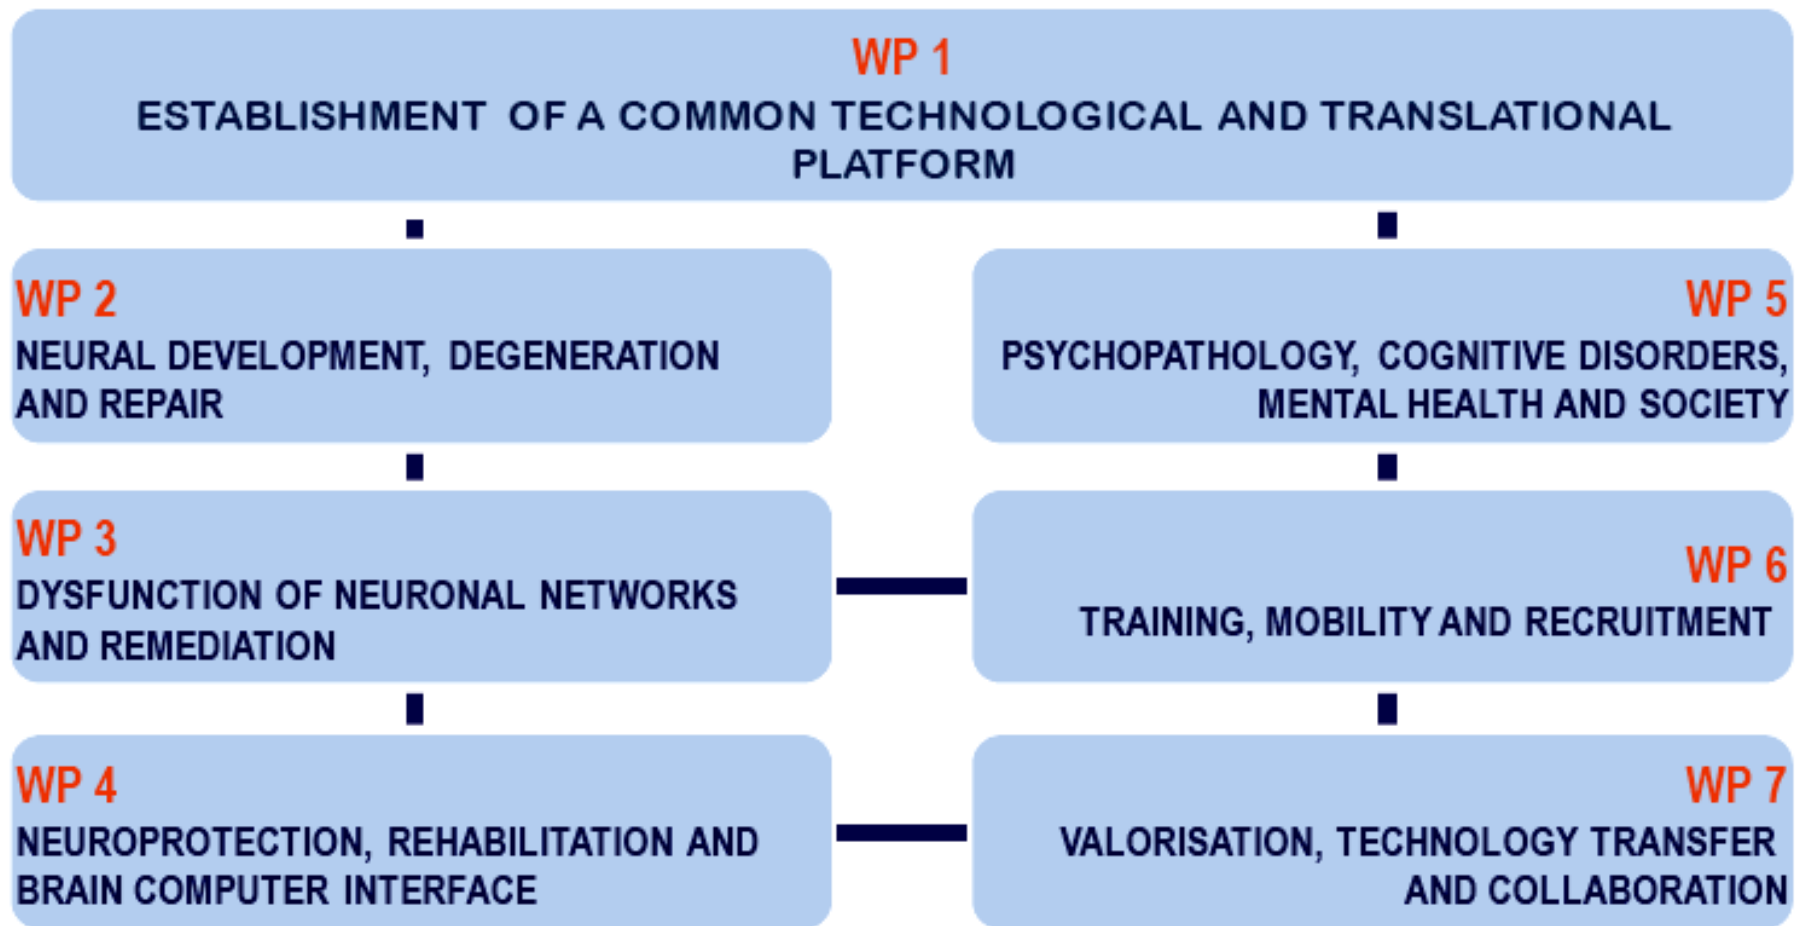 WP 1
ESTABLISHMENT OF A COMMON TECHNOLOGICAL AND TRANSLATIONAL
PLATFORM
WP 2
NEURAL DEVELOPMENT, DEGENERATION
AND REPAIR
WP 5
PSYCHOPATHOLOGY, COGNITIVE DISORDERS,
MENTAL HEALTH AND SOCIETY
WP 3
DYSFUNCTION OF NEURONAL NETWORKS
AND REMEDIATION
WP 6
TRAINING, MOBILITY AND RECRUITMENT
WP 4
NEUROPROTECTION, REHABILITATION AND
BRAIN COMPUTER INTERFACE
WP 7
VALORISATION, TECHNOLOGY TRANSFER
AND COLLABORATION